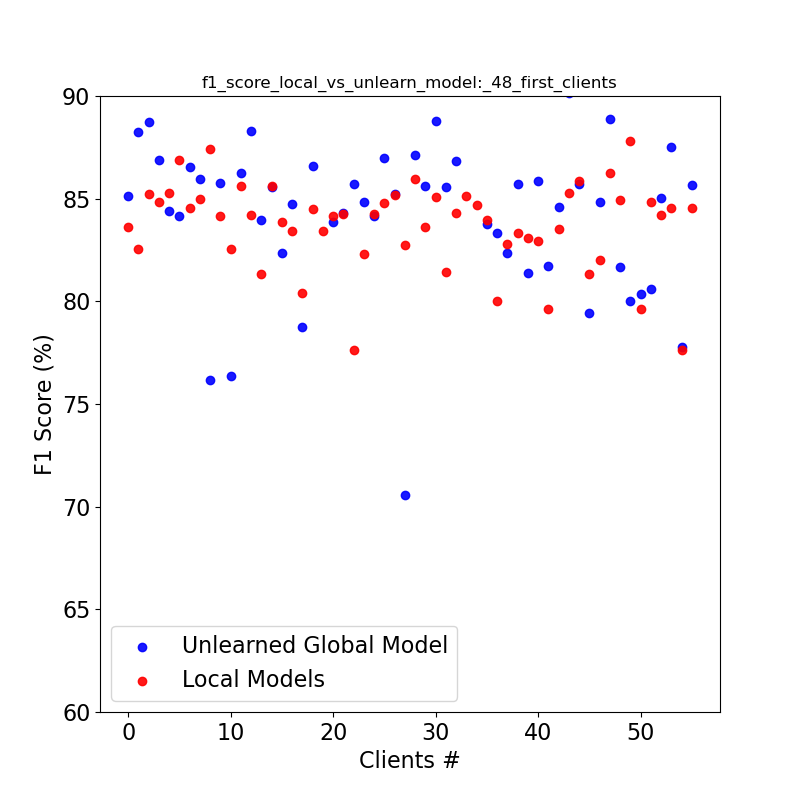 f1_score_local_vs_unlearn_model:_48_first_clients
90
85
80
75
70
65
60
F1 Score (%)
Unlearned Global Model
Local Models
0 10 20 30 40 50
Clients #